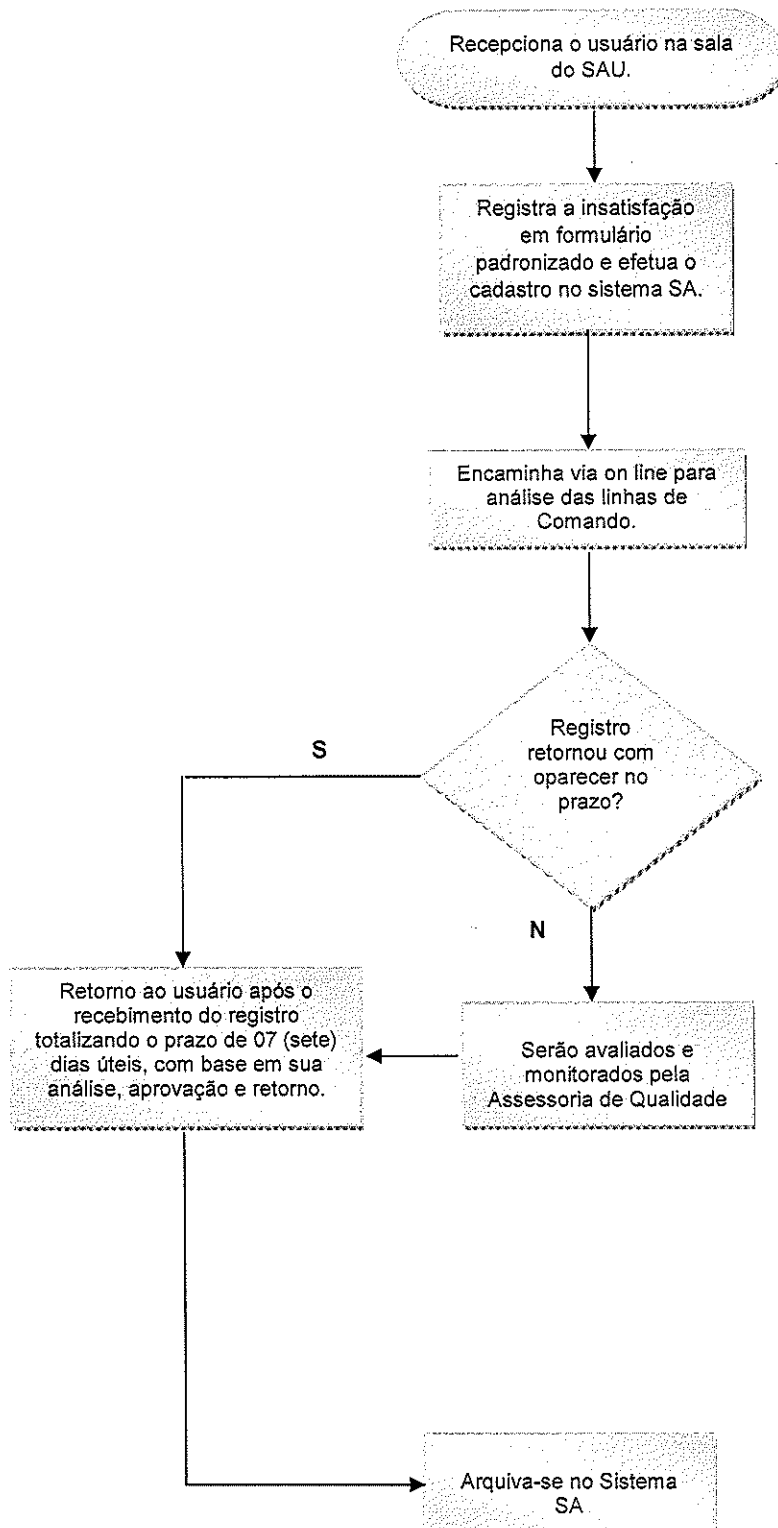 Recepciona o usuário na sala
do SAU.
Registra a insatisfação
em formulário
padronizado e efetua o
cadastro no sistema SA.
Encaminha via on line para
análise das linhas de
Comando.
Registro
retornou com
oparecer no
prazo?
S
N
Retorno ao usuário após o
recebimento do registro
totalizando o prazo de 07 (sete)
dias úteis, com base em sua
análise, aprovação e retorno.
Serão avaliados e
monitorados pela
Assessoria de Qualidade
Arquiva-se no Sistema
SA